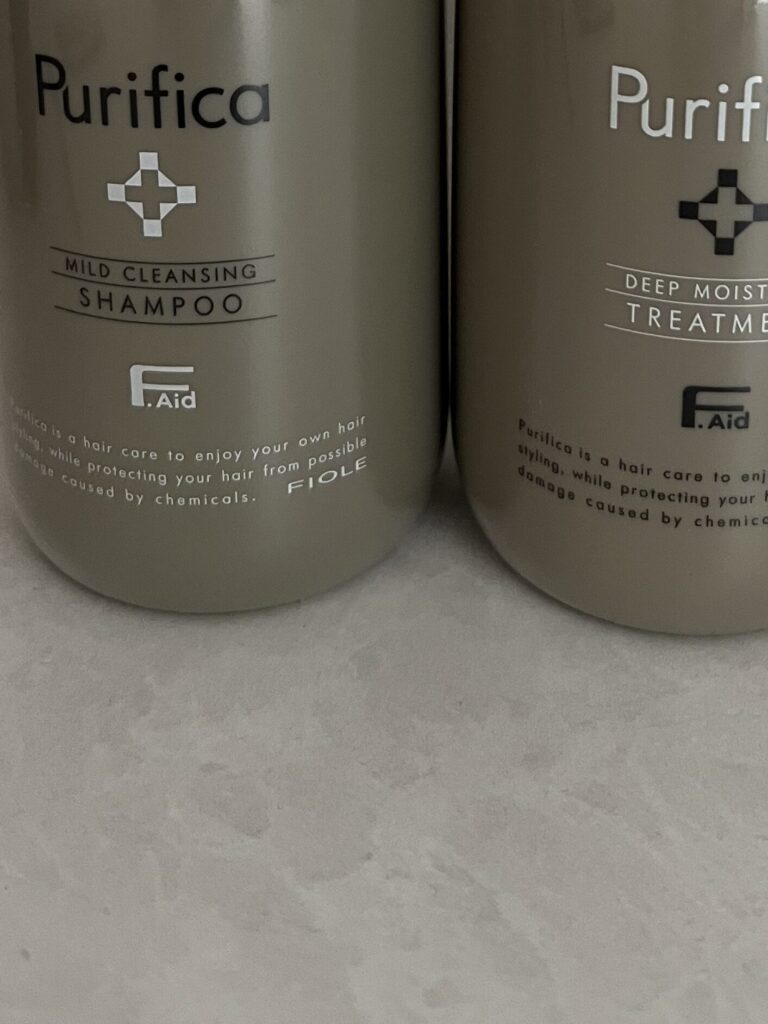 Purifica
MILD CLEANSING
SHAMPOO
F.Aid
Purifica is a hair care to enjoy your own hair
styling, while protecting your hair from possible
damage caused by chemicals.
FIOLE
Purifi
DEEP MOIST
TREATME
F.Aid
Purifica is a hair care to enj
styling, while protecting your h
damage caused by chemica